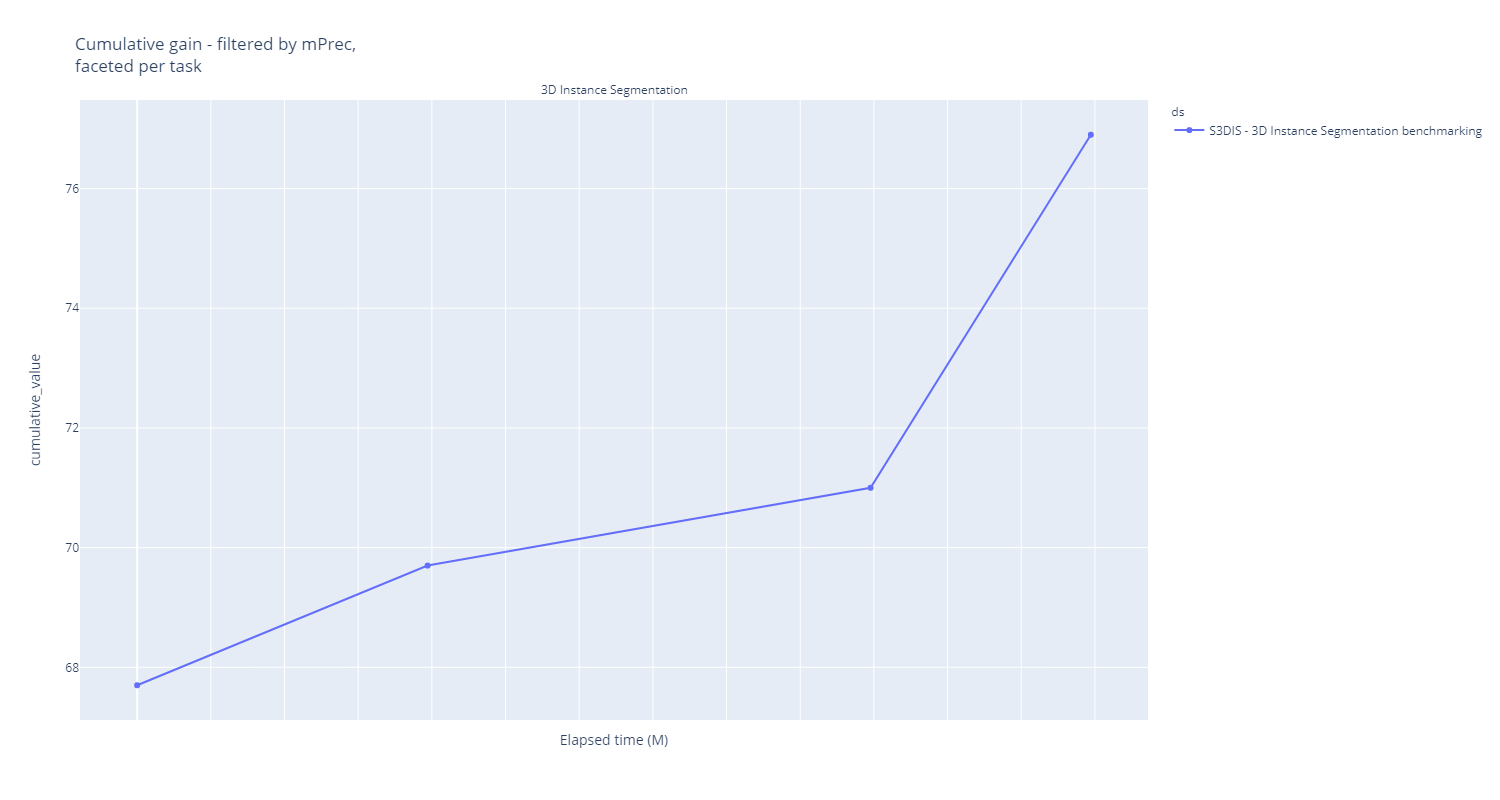 Cumulative gain - filtered by mPrec,
faceted per task
3D Instance Segmentation
ds
S3DIS - 3D Instance Segmentation benchmarking
76
74
72
70
68
cumulative_value
Elapsed time (M)